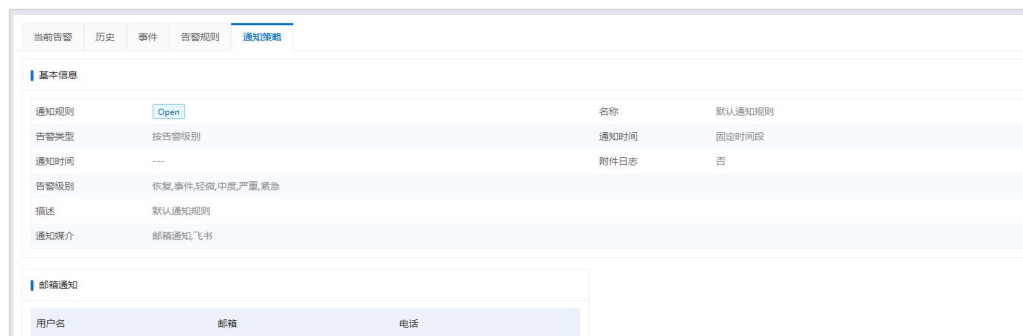 当前告警 历史 事件 告警规则 通知策略
基本信息
通知规则 Open 名称 默认通知规则
告警类型 按告警级别 通知时间 固定时间段
通知时间 --- 附件日志 否
告警级别 恢复,事件,轻微,中度,严重,紧急
描述 默认通知规则
通知媒介 邮箱通知,飞书
邮箱通知
用户名 邮箱 电话